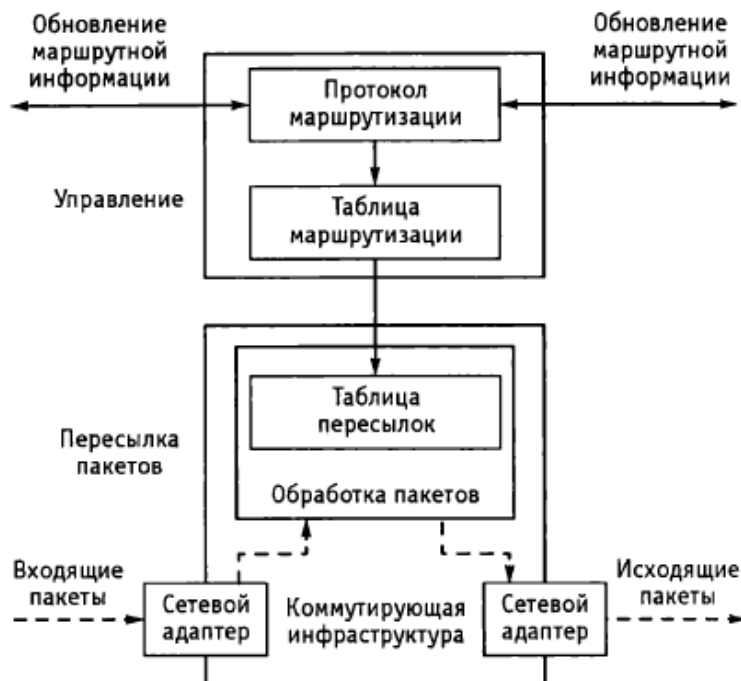 Обновление
маршрутной
информации
Обновление
маршрутной
информации
Протокол
маршрутизации
Управление
Таблица
маршрутизации
Таблица
пересылок
Пересылка
пакетов
Обработка пакетов
Входящие
пакеты
Сетевой
адаптер
Коммутирующая
инфраструктура
Сетевой
адаптер
Исходящие
пакеты